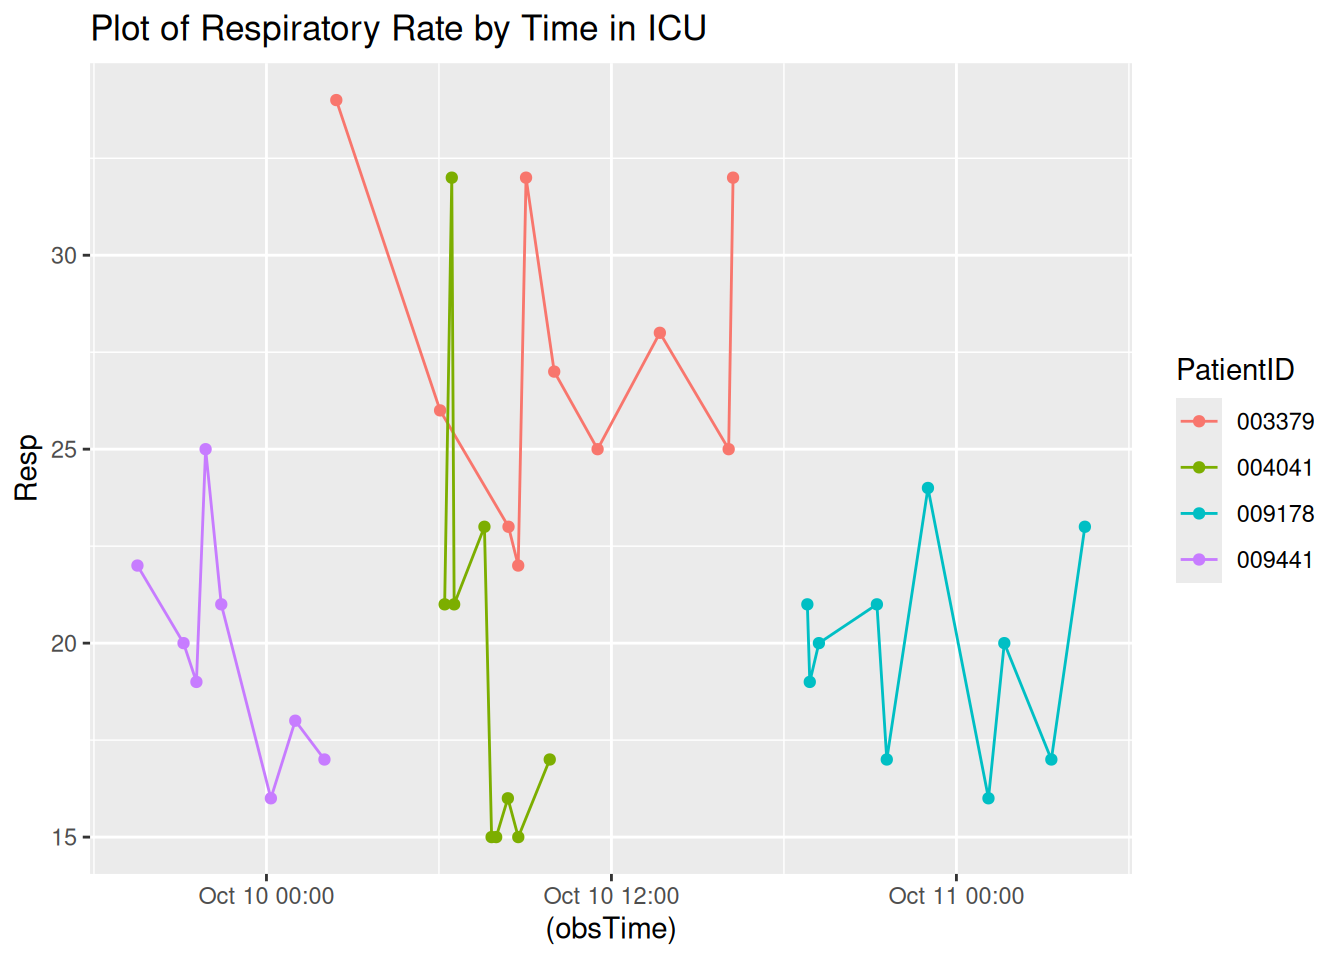 Plot of Respiratory Rate by Time in ICU
Resp
30
25
20
15
Oct 10 00:00
Oct 10 12:00
Oct 11 00:00
(obsTime)
PatientID
003379
004041
009178
009441